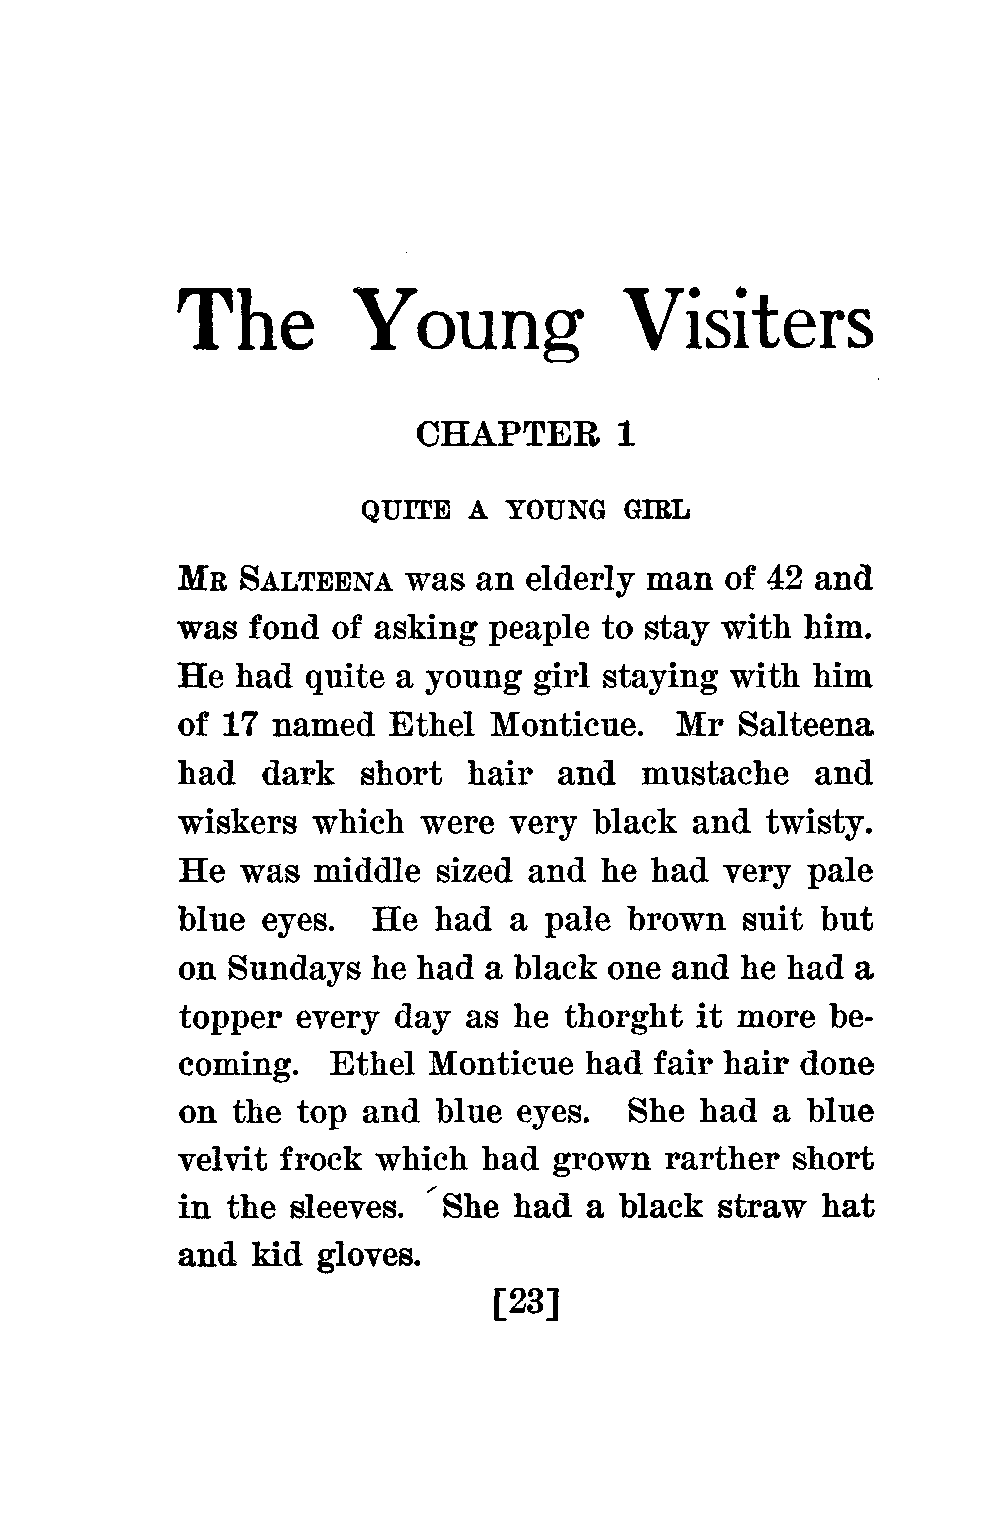 The Young Visiters
CHAPTER 1
QUITE A YOUNG GIRL
MR SALTEENA was an elderly man of 42 and
was fond of asking peaple to stay with him.
He had quite a young girl staying with him
of 17 named Ethel Monticue. Mr Salteena
had dark short hair and mustache and
wiskers which were very black and twisty.
He was middle sized and he had very pale
blue eyes. He had a pale brown suit but
on Sundays he had a black one and he had a
topper every day as he thorght it more be-
coming. Ethel Monticue had fair hair done
on the top and blue eyes. She had a blue
velvit frock which had grown rarther short
in the sleeves. She had a black straw hat
and kid gloves.
[23]